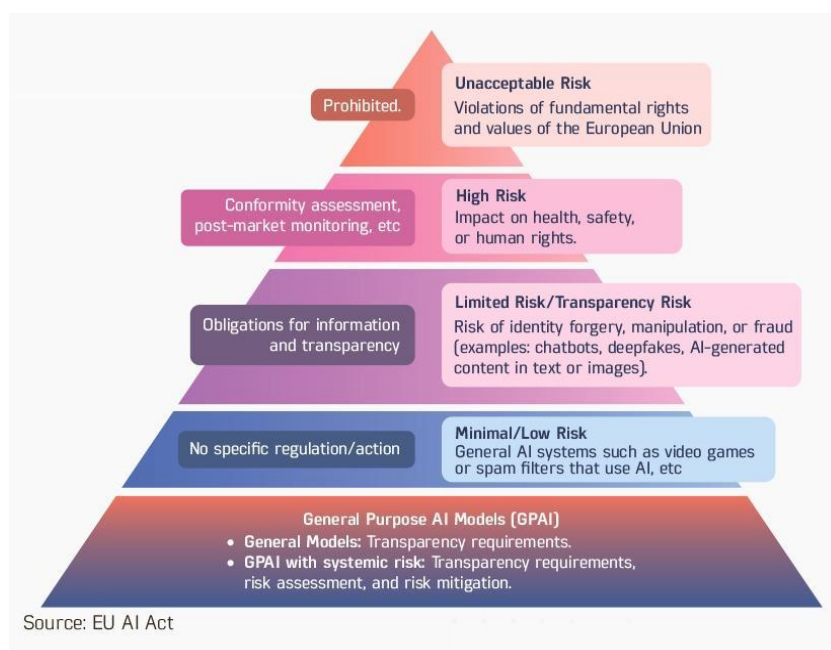 Prohibited.
Unacceptable Risk
Violations of fundamental rights
and values of the European Union
Conformity assessment,
post-market monitoring, etc
High Risk
Impact on health, safety,
or human rights.
Obligations for information
and transparency
Limited Risk/Transparency Risk
Risk of identity forgery, manipulation, or fraud
(examples: chatbots, deepfakes, AI-generated
content in text or images).
No specific regulation/action
Minimal/Low Risk
General AI systems such as video games
or spam filters that use AI, etc
General Purpose AI Models (GPAI)
• General Models: Transparency requirements.
• GPAI with systemic risk: Transparency requirements,
risk assessment, and risk mitigation.
Source: EU AI Act